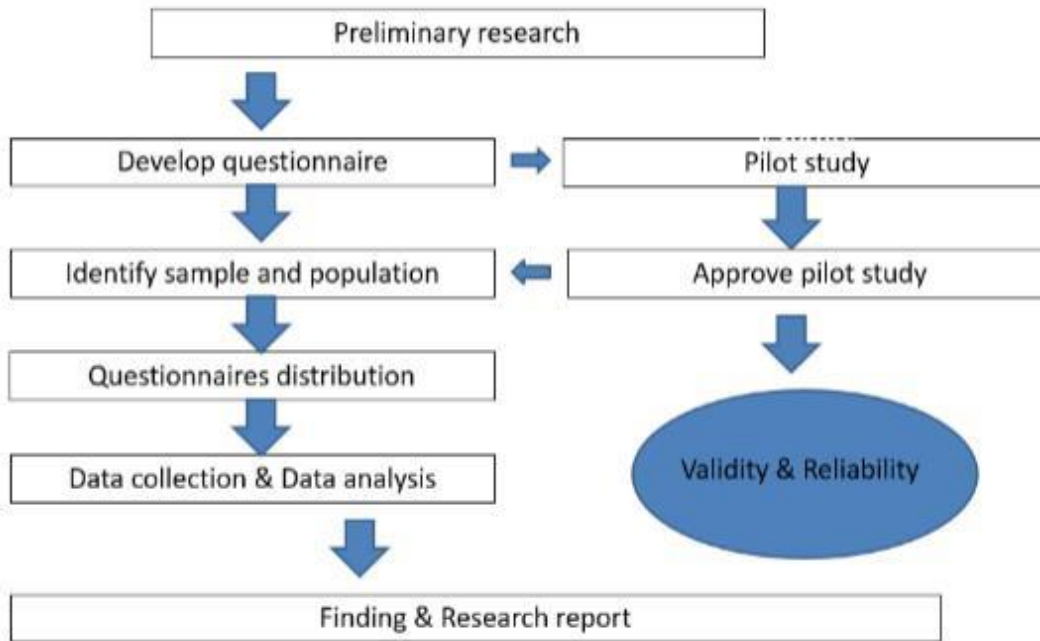 Preliminary research
Develop questionnaire
Pilot study
Identify sample and population
Approve pilot study
Questionnaires distribution
Data collection & Data analysis
Validity & Reliability
Finding & Research report